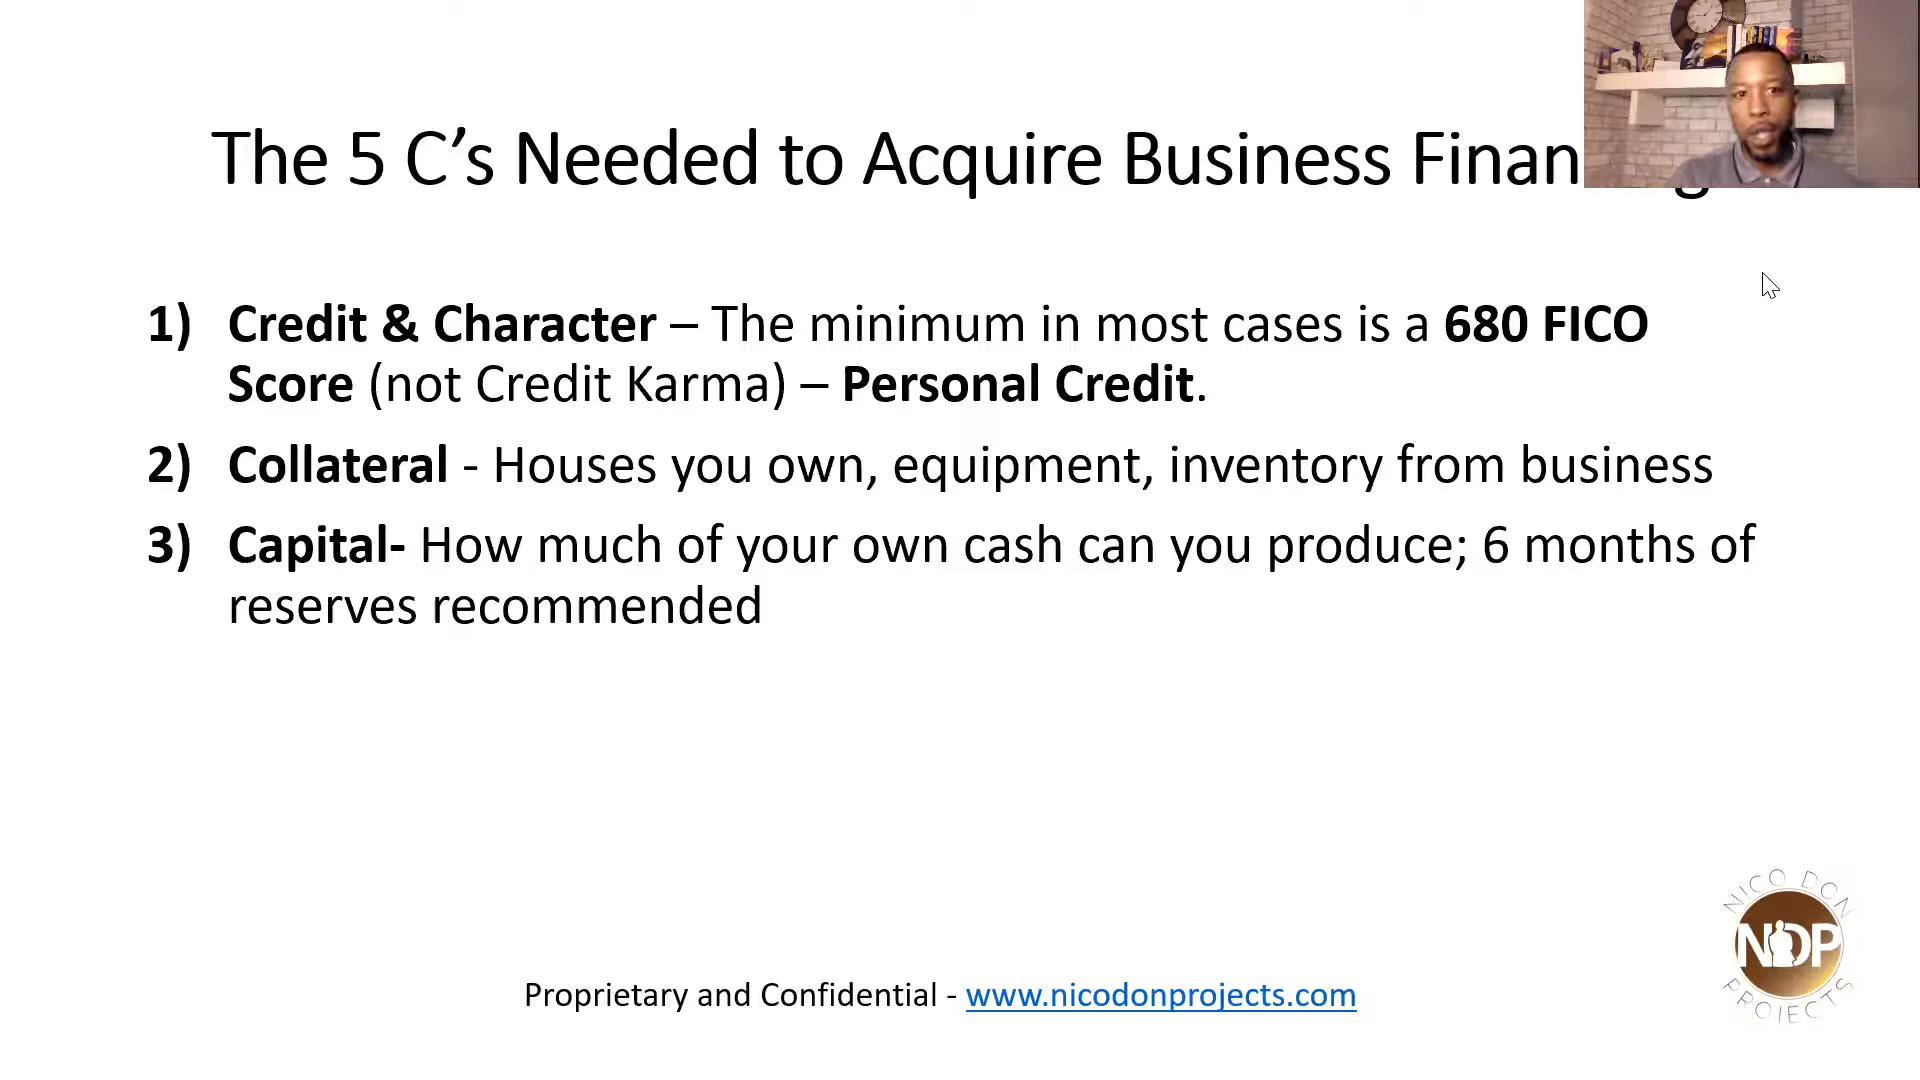 The 5 C’s Needed to Acquire Business Finan g
1) Credit & Character – The minimum in most cases is a 680 FICO
Score (not Credit Karma) – Personal Credit.
2) Collateral - Houses you own, equipment, inventory from business
3) Capital- How much of your own cash can you produce; 6 months of
reserves recommended
NICO DON
NDP
PROJECTS
Proprietary and Confidential - www.nicodonprojects.com